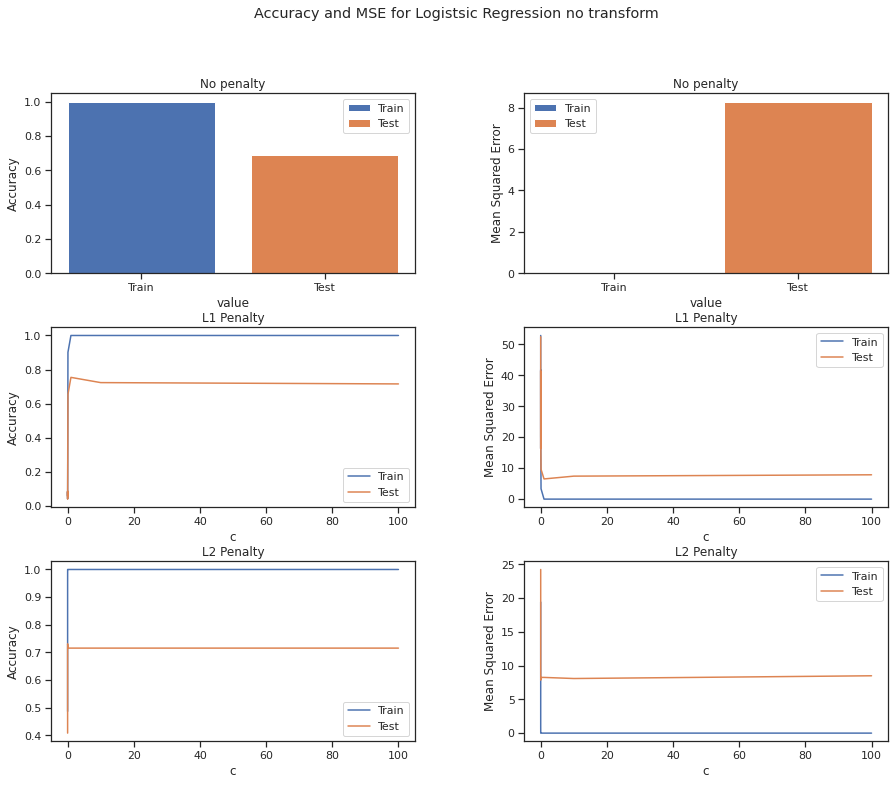 Accuracy and MSE for Logistsic Regression no transform
No penalty
Accuracy
1.0
0.8
0.6
0.4
0.2
0.0
Train
Test
Train
Test
value
No penalty
Mean Squared Error
8
6
4
2
0
Train
Test
Train
Test
value
L1 Penalty
Accuracy
1.0
0.8
0.6
0.4
0.2
0.0
Train
Test
0 20 40 60 80 100
c
L1 Penalty
Mean Squared Error
50
40
30
20
10
0
Train
Test
0 20 40 60 80 100
c
L2 Penalty
Accuracy
1.0
0.9
0.8
0.7
0.6
0.5
0.4
Train
Test
0 20 40 60 80 100
c
L2 Penalty
Mean Squared Error
25
20
15
10
5
0
Train
Test
0 20 40 60 80 100
c